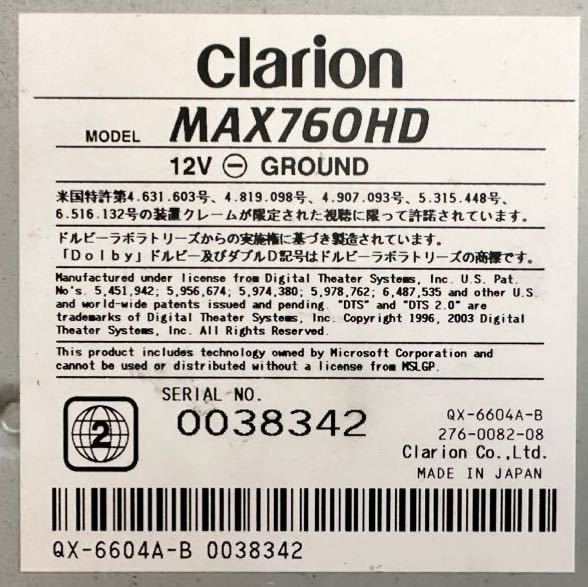 clarion
MODEL MAX760HD
12V ⊖ GROUND
米国特許第4.631.603号、4.819.098号、4.907.093号、5.315.448号、
6.516.132号の装置クレームが限定された視聴に限って許諾されています。
ドルビーラボラトリーズからの実施権に基づき製造されています。
「Dolby」ドルビー及びダブルD記号はドルビーラボラトリーズの商標です。
Manufactured under license from Digital Theater Systems, Inc. U.S. Pat.
No's. 5,451,942; 5,956,674; 5,974,380; 5,978,762; 6,487,535 and other U.S.
and world-wide patents issued and pending. "DTS" and "DTS 2.0" are
trademarks of Digital Theater Systems, Inc. Copyright 1996, 2003 Digital
Theater Systems, Inc. All Rights Reserved.
This product includes technology owned by Microsoft Corporation and
cannot be used or distributed without a license from MSLGP.
2
SERIAL NO.
0038342
QX-6604A-B
276-0082-08
Clarion Co.,Ltd.
MADE IN JAPAN
QX-6604A-B 0038342